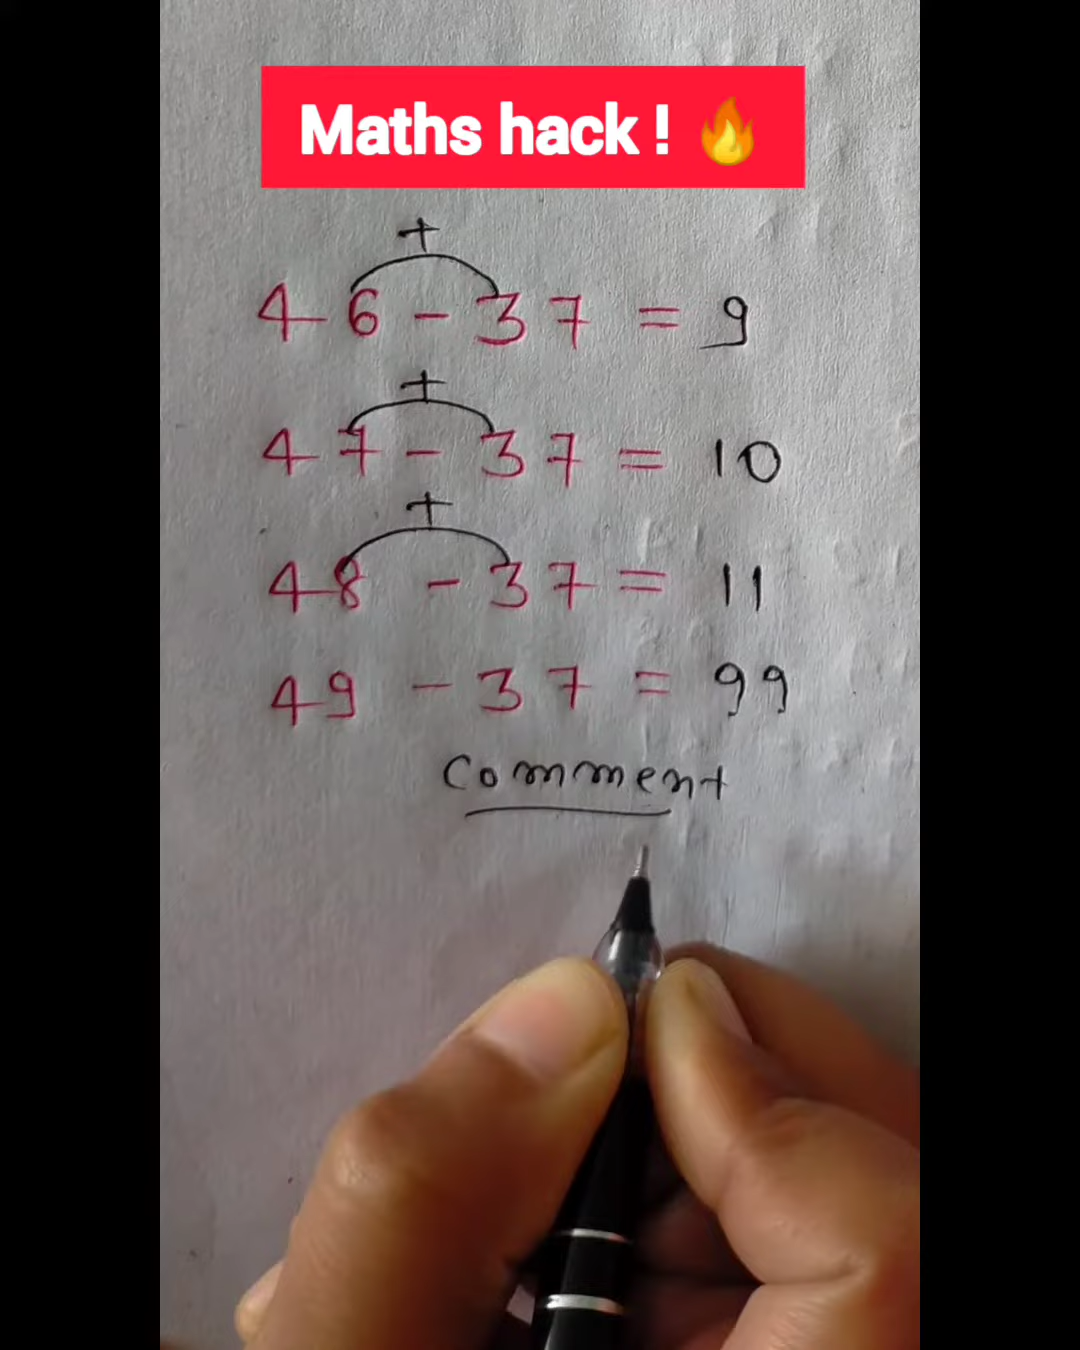 Maths hack ! 🔥
+
46 - 37 = 9
+
47 - 37 = 10
+
48 - 37 = 11
49 - 37 = 99
Comment